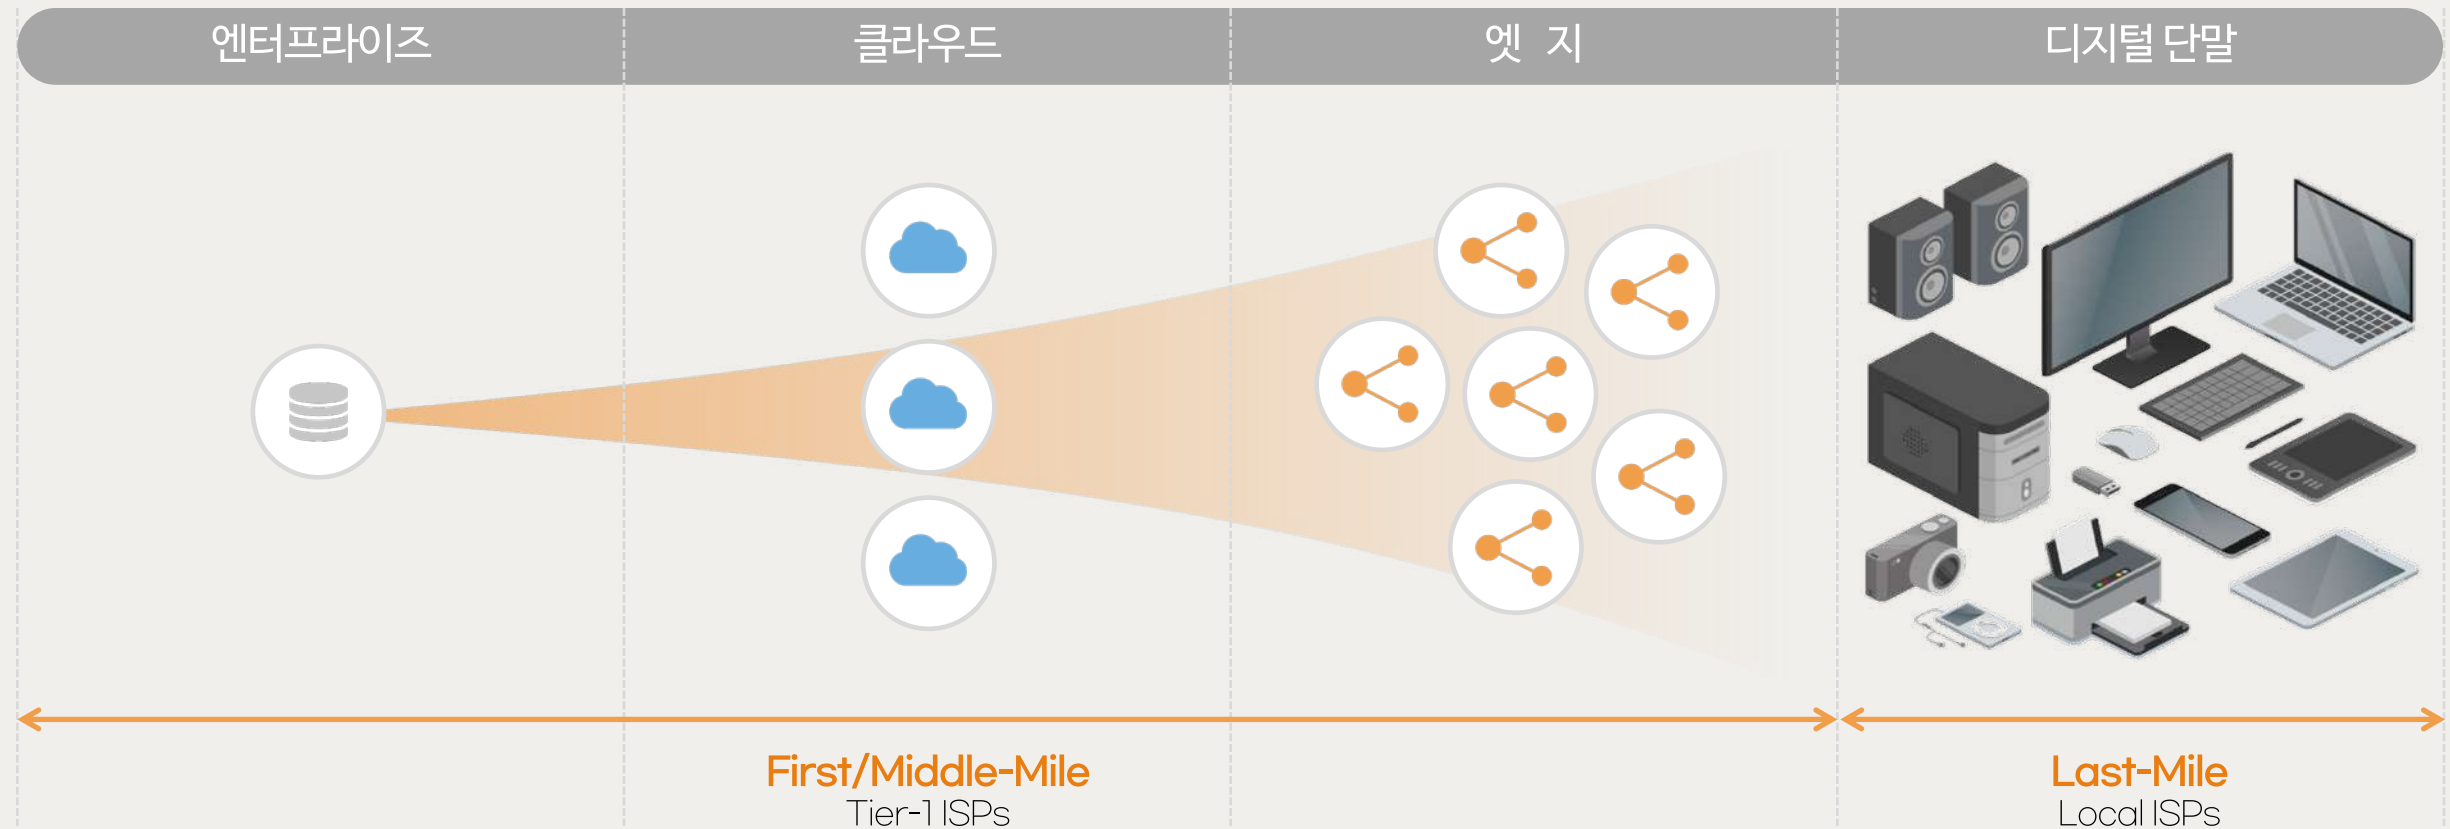 엔터프라이즈
클라우드
엣 지
디지털 단말
First/Middle-Mile
Tier-1 ISPs
Last-Mile
Local ISPs